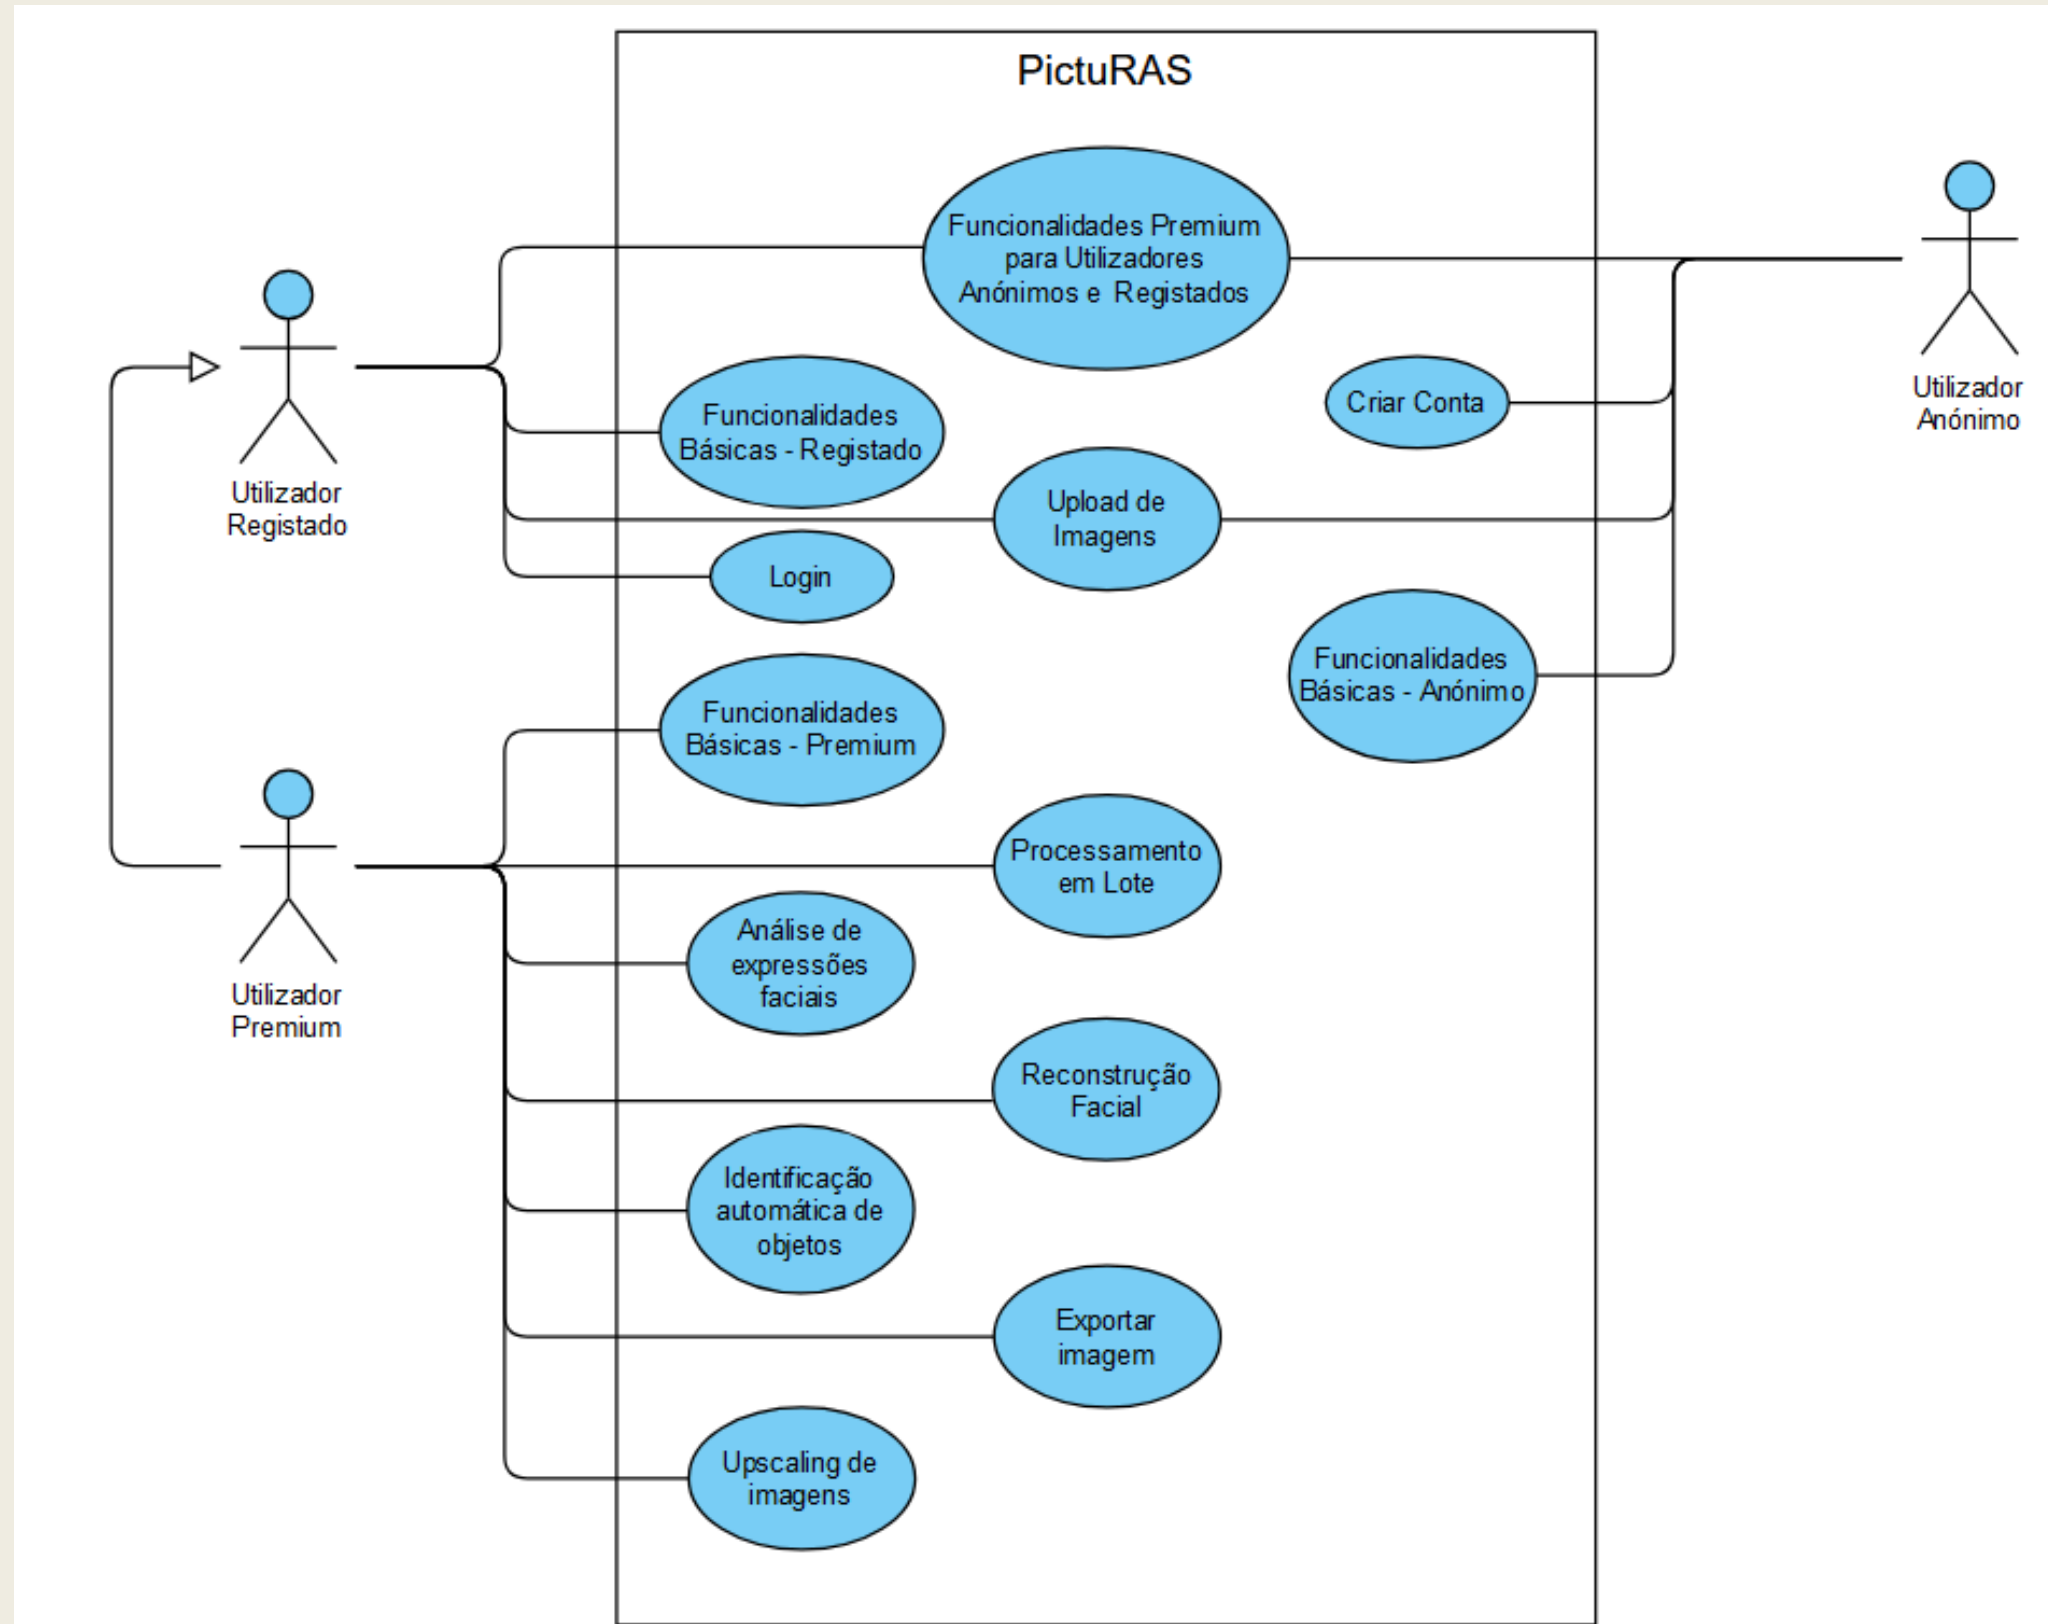 PictuRAS
Funcionalidades Premium
para Utilizadores
Anónimos e Registados
Utilizador
Anónimo
Criar Conta
Funcionalidades
Básicas - Registado
Utilizador
Registado
Upload de
Imagens
Login
Funcionalidades
Básicas - Anónimo
Funcionalidades
Básicas - Premium
Utilizador
Premium
Processamento
em Lote
Análise de
expressões
faciais
Reconstrução
Facial
Identificação
automática de
objetos
Exportar
imagem
Upscaling de
imagens